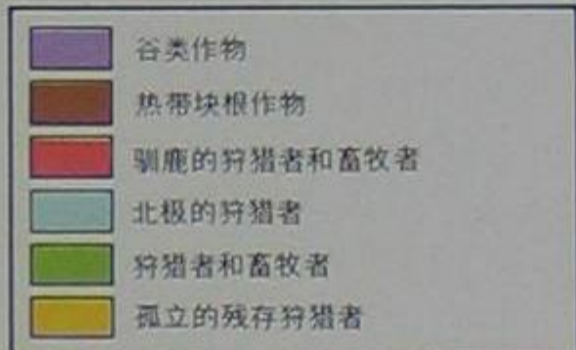 谷类作物
热带块根作物
驯鹿的狩猎者和畜牧者
北极的狩猎者
狩猎者和畜牧者
孤立的残存狩猎者